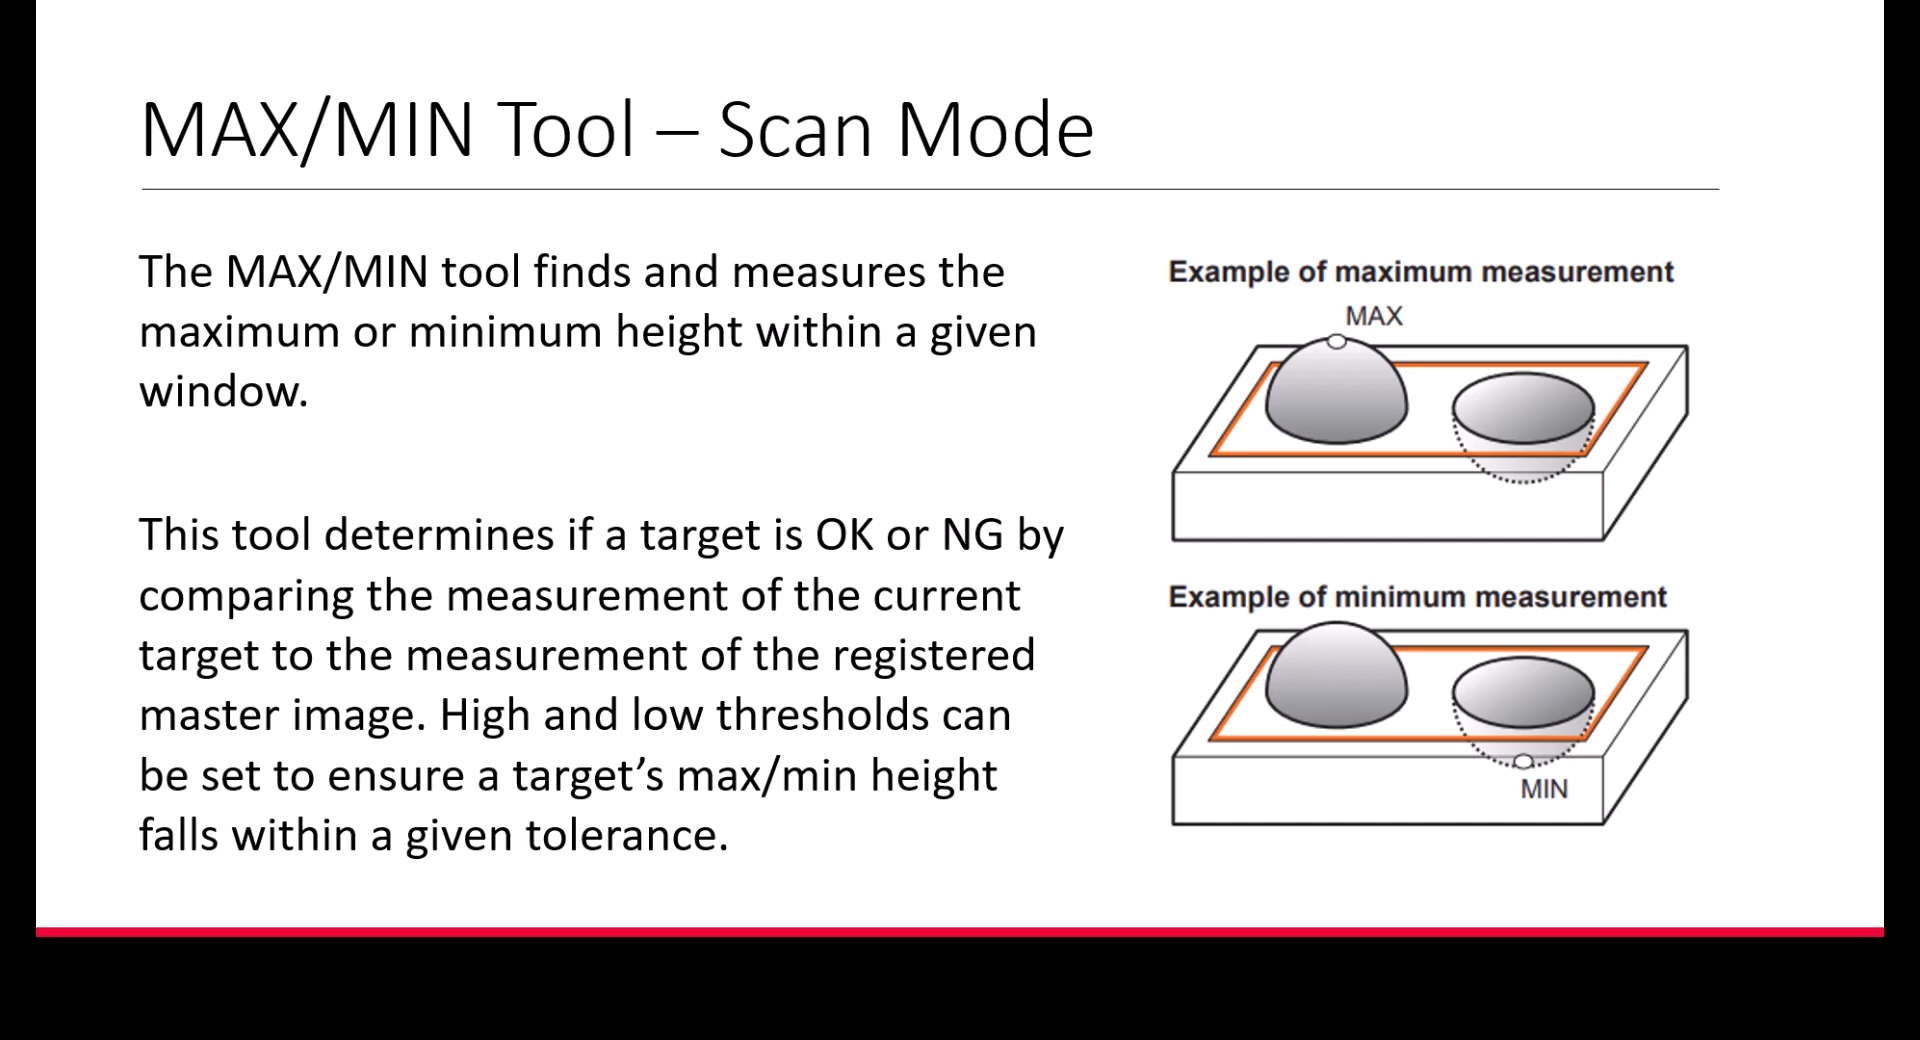 MAX/MIN Tool – Scan Mode
The MAX/MIN tool finds and measures the
maximum or minimum height within a given
window.
This tool determines if a target is OK or NG by
comparing the measurement of the current
target to the measurement of the registered
master image. High and low thresholds can
be set to ensure a target’s max/min height
falls within a given tolerance.
Example of maximum measurement
MAX
Example of minimum measurement
MIN